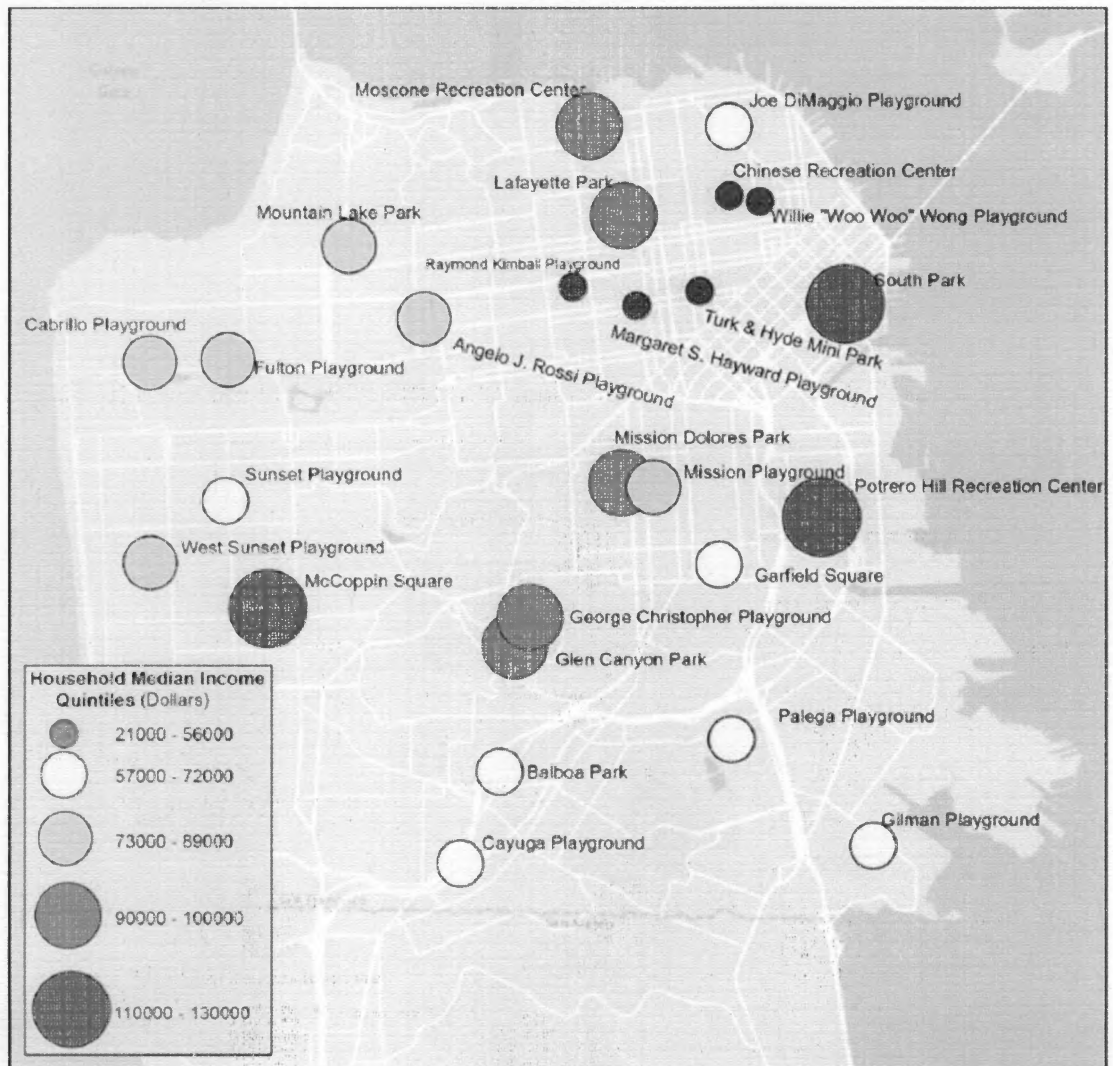 Moscone Recreation Center
Joe DiMaggio Playground
Chinese Recreation Center
Lafayette Park
Mountain Lake Park
Willie "Woo Woo" Wong Playground
Raymond Kimball Playground
South Park
Turk & Hyde Mini Park
Margaret S. Hayward Playground
Cabrillo Playground
Fulton Playground
Angelo J. Rossi Playground
Mission Dolores Park
Sunset Playground
Mission Playground
Potrero Hill Recreation Center
West Sunset Playground
McCoppin Square
Garfield Square
George Christopher Playground
Glen Canyon Park
Palega Playground
Balboa Park
Gilman Playground
Cayuga Playground
Household Median Income
Quintiles (Dollars)
21000 - 56000
57000 - 72000
73000 - 89000
90000 - 100000
110000 - 130000